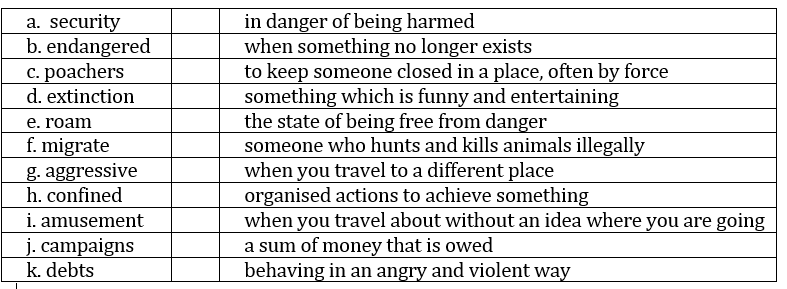 a. security in danger of being harmed
b. endangered when something no longer exists
c. poachers to keep someone closed in a place, often by force
d. extinction something which is funny and entertaining
e. roam the state of being free from danger
f. migrate someone who hunts and kills animals illegally
g. aggressive when you travel to a different place
h. confined organised actions to achieve something
i. amusement when you travel about without an idea where you are going
j. campaigns a sum of money that is owed
k. debts behaving in an angry and violent way